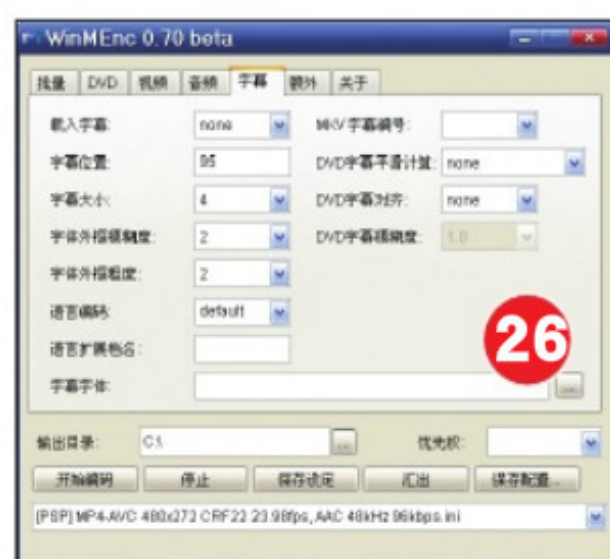 WinMEnc 0.70 beta
批量 DVD 视频 音频 字幕 额外 关于
载入字幕: none MKV字幕编号:
字幕位置: 95 DVD字幕平滑计算: none
字幕大小: 4 DVD字幕对齐: none
字体外框模糊度: 2 DVD字幕模糊度: 1.0
字体外框粗度: 2
语言编码: default
语言扩展档名:
字幕字体: ...
26
输出目录: C:\ ... 优先权:
开始编码 停止 保存设定 汇出 保存配置...
[PSP] MP4-AVC 480x272 CRF22 23.98fps, AAC 48kHz 96kbps.ini